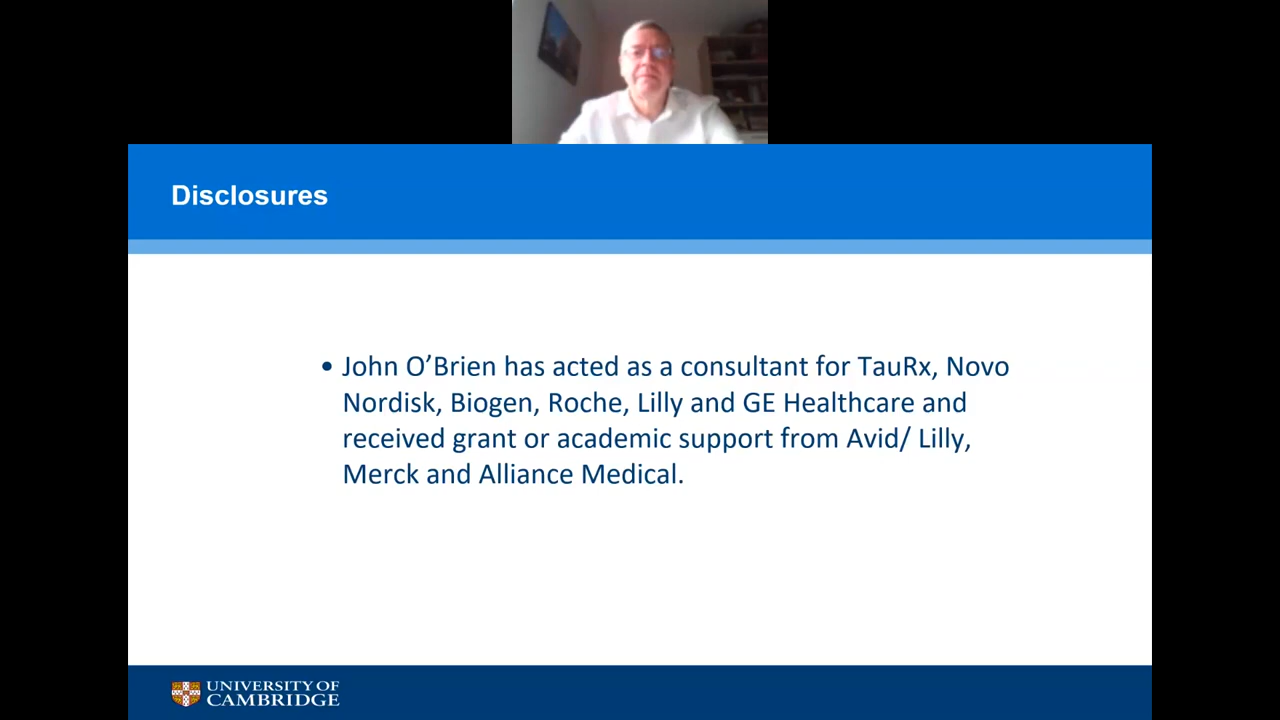 Disclosures
• John O’Brien has acted as a consultant for TauRx, Novo
Nordisk, Biogen, Roche, Lilly and GE Healthcare and
received grant or academic support from Avid/ Lilly,
Merck and Alliance Medical.
UNIVERSITY OF
CAMBRIDGE